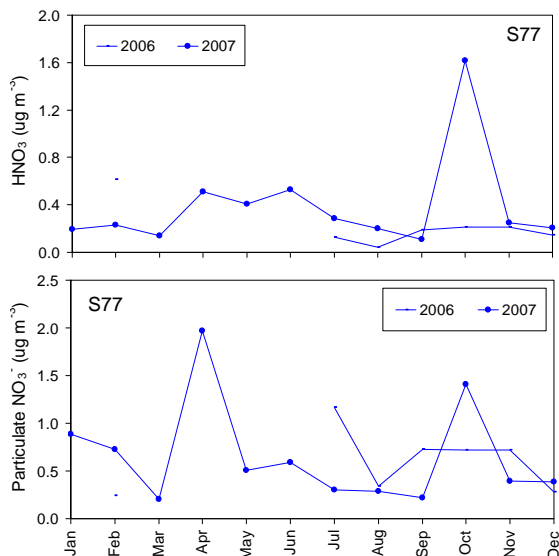 2.0
1.6
1.2
0.8
0.4
0.0
HNO₃ (ug m⁻³)
2006 2007
S77
2.5
2.0
1.5
1.0
0.5
0.0
Particulate NO₃⁻ (ug m⁻³)
S77
2006 2007
Jan Feb Mar Apr May Jun Jul Aug Sep Oct Nov Dec